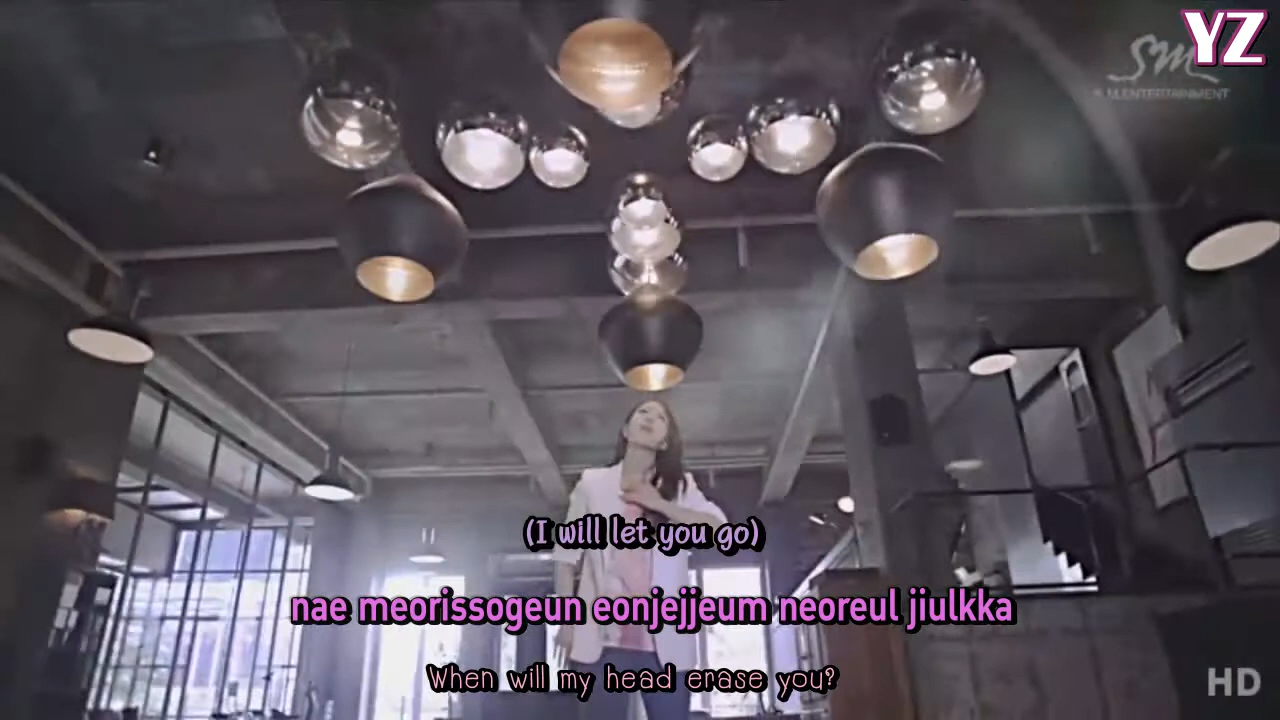 YZ
SM
SM ENTERTAINMENT
(I will let you go)
nae meorissogeun eonjejjeum neoreul jiulkka
When will my head erase you?
HD